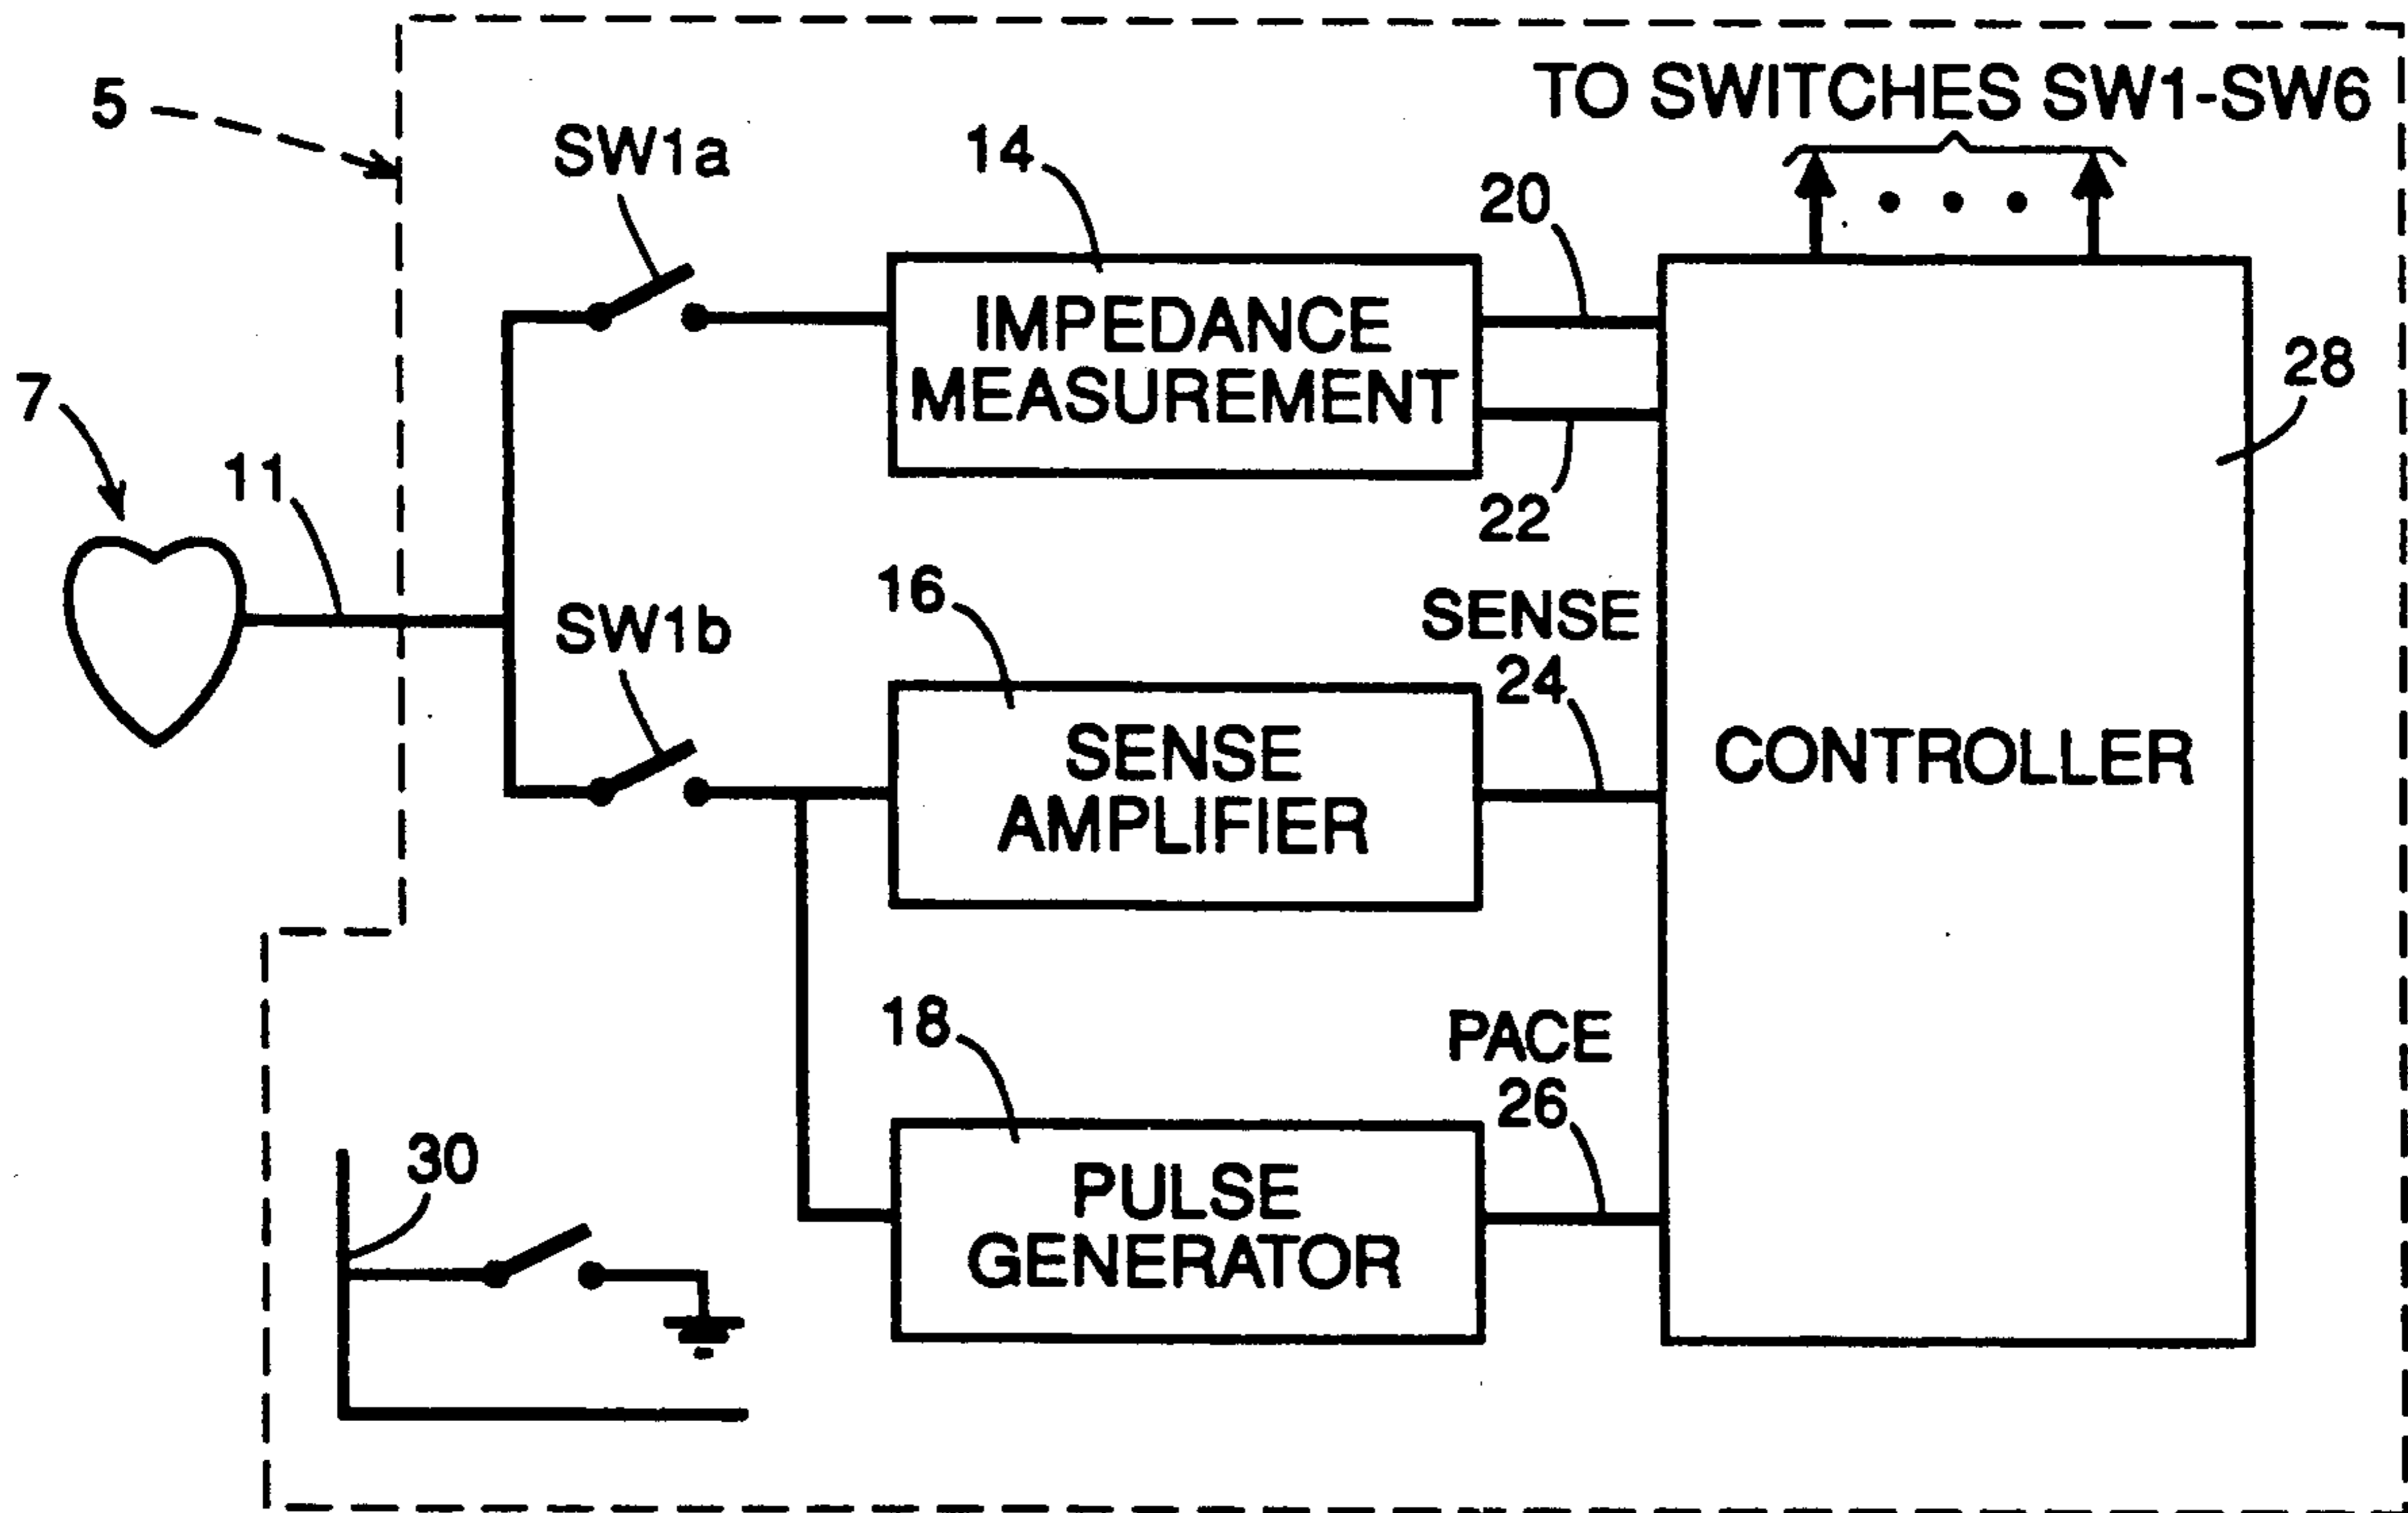 TO SWITCHES SW1-SW6
5
SW1a
14
20
IMPEDANCE
MEASUREMENT
28
7
11
22
SW1b
16
SENSE
24
SENSE
AMPLIFIER
CONTROLLER
18
PACE
26
30
PULSE
GENERATOR